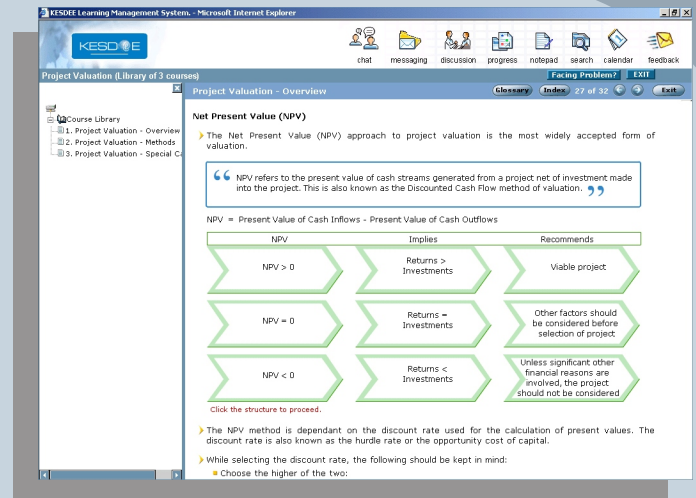 KESDEE Learning Management System. - Microsoft Internet Explorer
KESDEE
chat messaging discussion progress notepad search calendar feedback
Project Valuation (Library of 3 courses)
Facing Problem? EXIT
Project Valuation - Overview
Glossary Index 27 of 32 Exit
Course Library
1. Project Valuation - Overview
2. Project Valuation - Methods
3. Project Valuation - Special Ca
Net Present Value (NPV)
The Net Present Value (NPV) approach to project valuation is the most widely accepted form of
valuation.
“ NPV refers to the present value of cash streams generated from a project net of investment made
into the project. This is also known as the Discounted Cash Flow method of valuation. ”
NPV = Present Value of Cash Inflows - Present Value of Cash Outflows
NPV Implies Recommends
NPV > 0
Returns >
Investments
Viable project
NPV = 0
Returns =
Investments
Other factors should
be considered before
selection of project
NPV < 0
Returns <
Investments
Unless significant other
financial reasons are
involved, the project
should not be considered
Click the structure to proceed.
The NPV method is dependant on the discount rate used for the calculation of present values. The
discount rate is also known as the hurdle rate or the opportunity cost of capital.
While selecting the discount rate, the following should be kept in mind:
Choose the higher of the two: